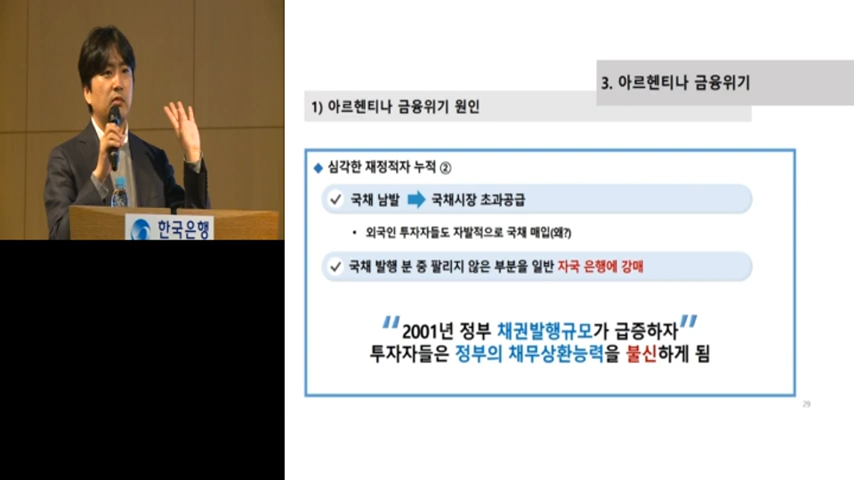 3. 아르헨티나 금융위기
1) 아르헨티나 금융위기 원인
◆ 심각한 재정적자 누적 ②
✓ 국채 남발 ➡ 국채시장 초과공급
• 외국인 투자자들도 자발적으로 국채 매입(왜?)
✓ 국채 발행 분 중 팔리지 않은 부분을 일반 자국 은행에 강매
"2001년 정부 채권발행규모가 급증하자"
투자자들은 정부의 채무상환능력을 불신하게 됨
29
한국은행